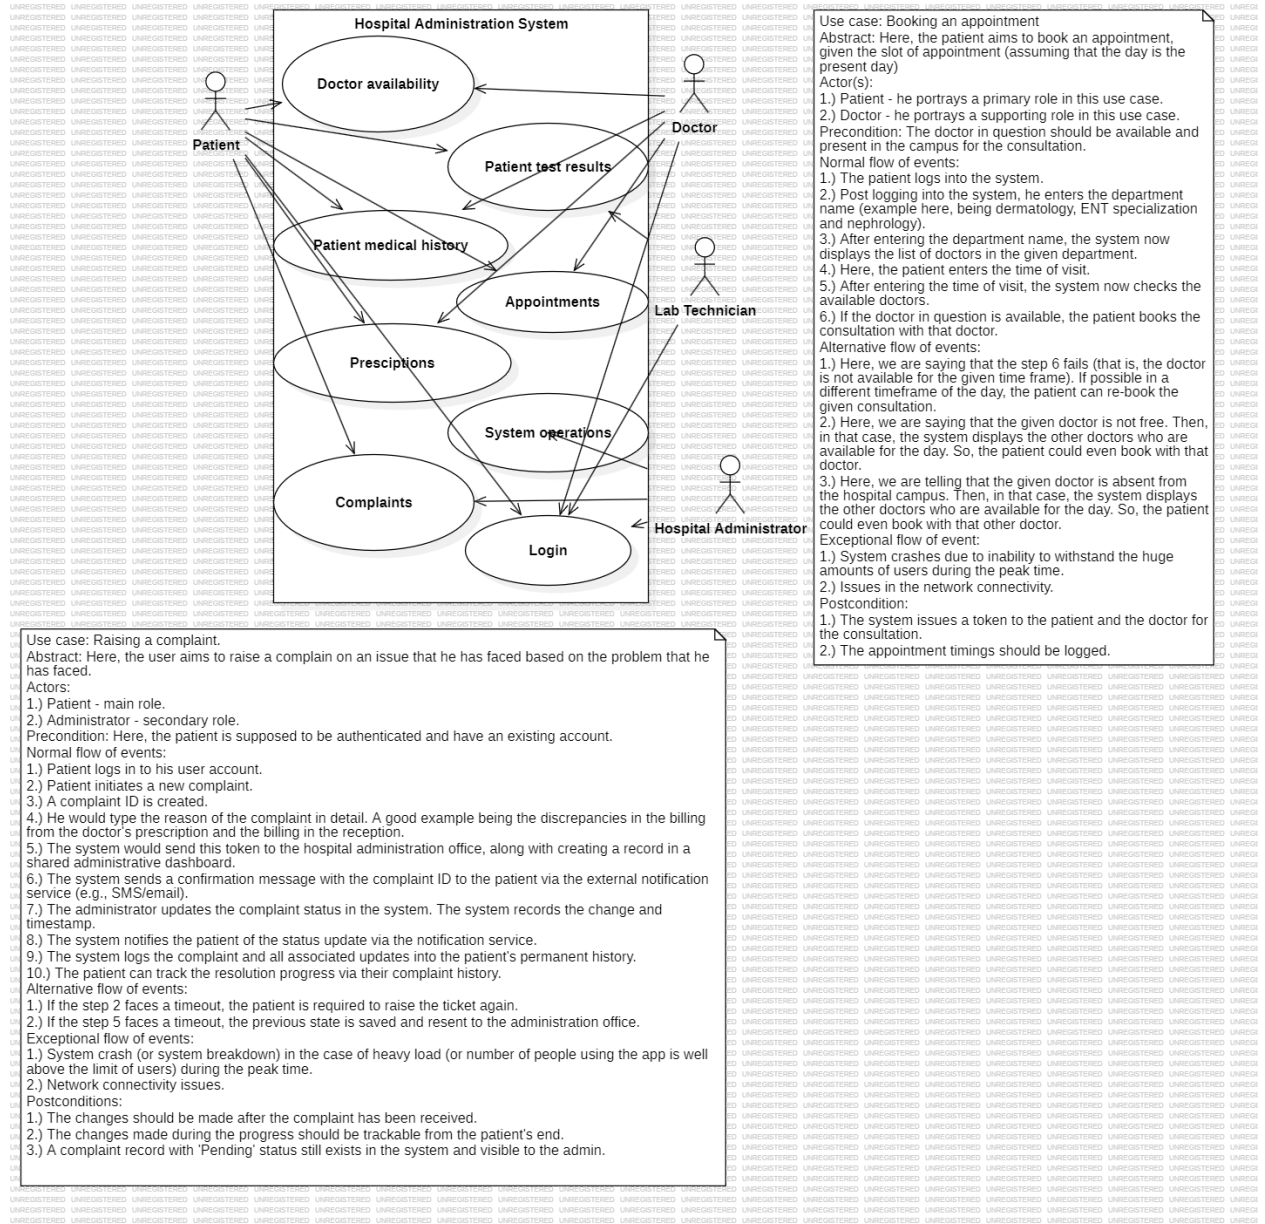 Hospital Administration System
Doctor availability
Patient
Doctor
Patient test results
Patient medical history
Appointments
Lab Technician
Presciptions
System operations
Complaints
Hospital Administrator
Login
Use case: Booking an appointment
Abstract: Here, the patient aims to book an appointment,
given the slot of appointment (assuming that the day is the
present day)
Actor(s):
1.) Patient - he portrays a primary role in this use case.
2.) Doctor - he portrays a supporting role in this use case.
Precondition: The doctor in question should be available and
present in the campus for the consultation.
Normal flow of events:
1.) The patient logs into the system.
2.) Post logging into the system, he enters the department
name (example here, being dermatology, ENT specialization
and nephrology).
3.) After entering the department name, the system now
displays the list of doctors in the given department.
4.) Here, the patient enters the time of visit.
5.) After entering the time of visit, the system now checks the
available doctors.
6.) If the doctor in question is available, the patient books the
consultation with that doctor.
Alternative flow of events:
1.) Here, we are saying that the step 6 fails (that is, the doctor
is not available for the given time frame). If possible in a
different timeframe of the day, the patient can re-book the
given consultation.
2.) Here, we are saying that the given doctor is not free. Then,
in that case, the system displays the other doctors who are
available for the day. So, the patient could even book with that
doctor.
3.) Here, we are telling that the given doctor is absent from
the hospital campus. Then, in that case, the system displays
the other doctors who are available for the day. So, the patient
could even book with that other doctor.
Exceptional flow of event:
1.) System crashes due to inability to withstand the huge
amounts of users during the peak time.
2.) Issues in the network connectivity.
Postcondition:
1.) The system issues a token to the patient and the doctor for
the consultation.
2.) The appointment timings should be logged.
Use case: Raising a complaint.
Abstract: Here, the user aims to raise a complain on an issue that he has faced based on the problem that he
has faced.
Actors:
1.) Patient - main role.
2.) Administrator - secondary role.
Precondition: Here, the patient is supposed to be authenticated and have an existing account.
Normal flow of events:
1.) Patient logs in to his user account.
2.) Patient initiates a new complaint.
3.) A complaint ID is created.
4.) He would type the reason of the complaint in detail. A good example being the discrepancies in the billing
from the doctor's prescription and the billing in the reception.
5.) The system would send this token to the hospital administration office, along with creating a record in a
shared administrative dashboard.
6.) The system sends a confirmation message with the complaint ID to the patient via the external notification
service (e.g., SMS/email).
7.) The administrator updates the complaint status in the system. The system records the change and
timestamp.
8.) The system notifies the patient of the status update via the notification service.
9.) The system logs the complaint and all associated updates into the patient's permanent history.
10.) The patient can track the resolution progress via their complaint history.
Alternative flow of events:
1.) If the step 2 faces a timeout, the patient is required to raise the ticket again.
2.) If the step 5 faces a timeout, the previous state is saved and resent to the administration office.
Exceptional flow of events:
1.) System crash (or system breakdown) in the case of heavy load (or number of people using the app is well
above the limit of users) during the peak time.
2.) Network connectivity issues.
Postconditions:
1.) The changes should be made after the complaint has been received.
2.) The changes made during the progress should be trackable from the patient's end.
3.) A complaint record with 'Pending' status still exists in the system and visible to the admin.